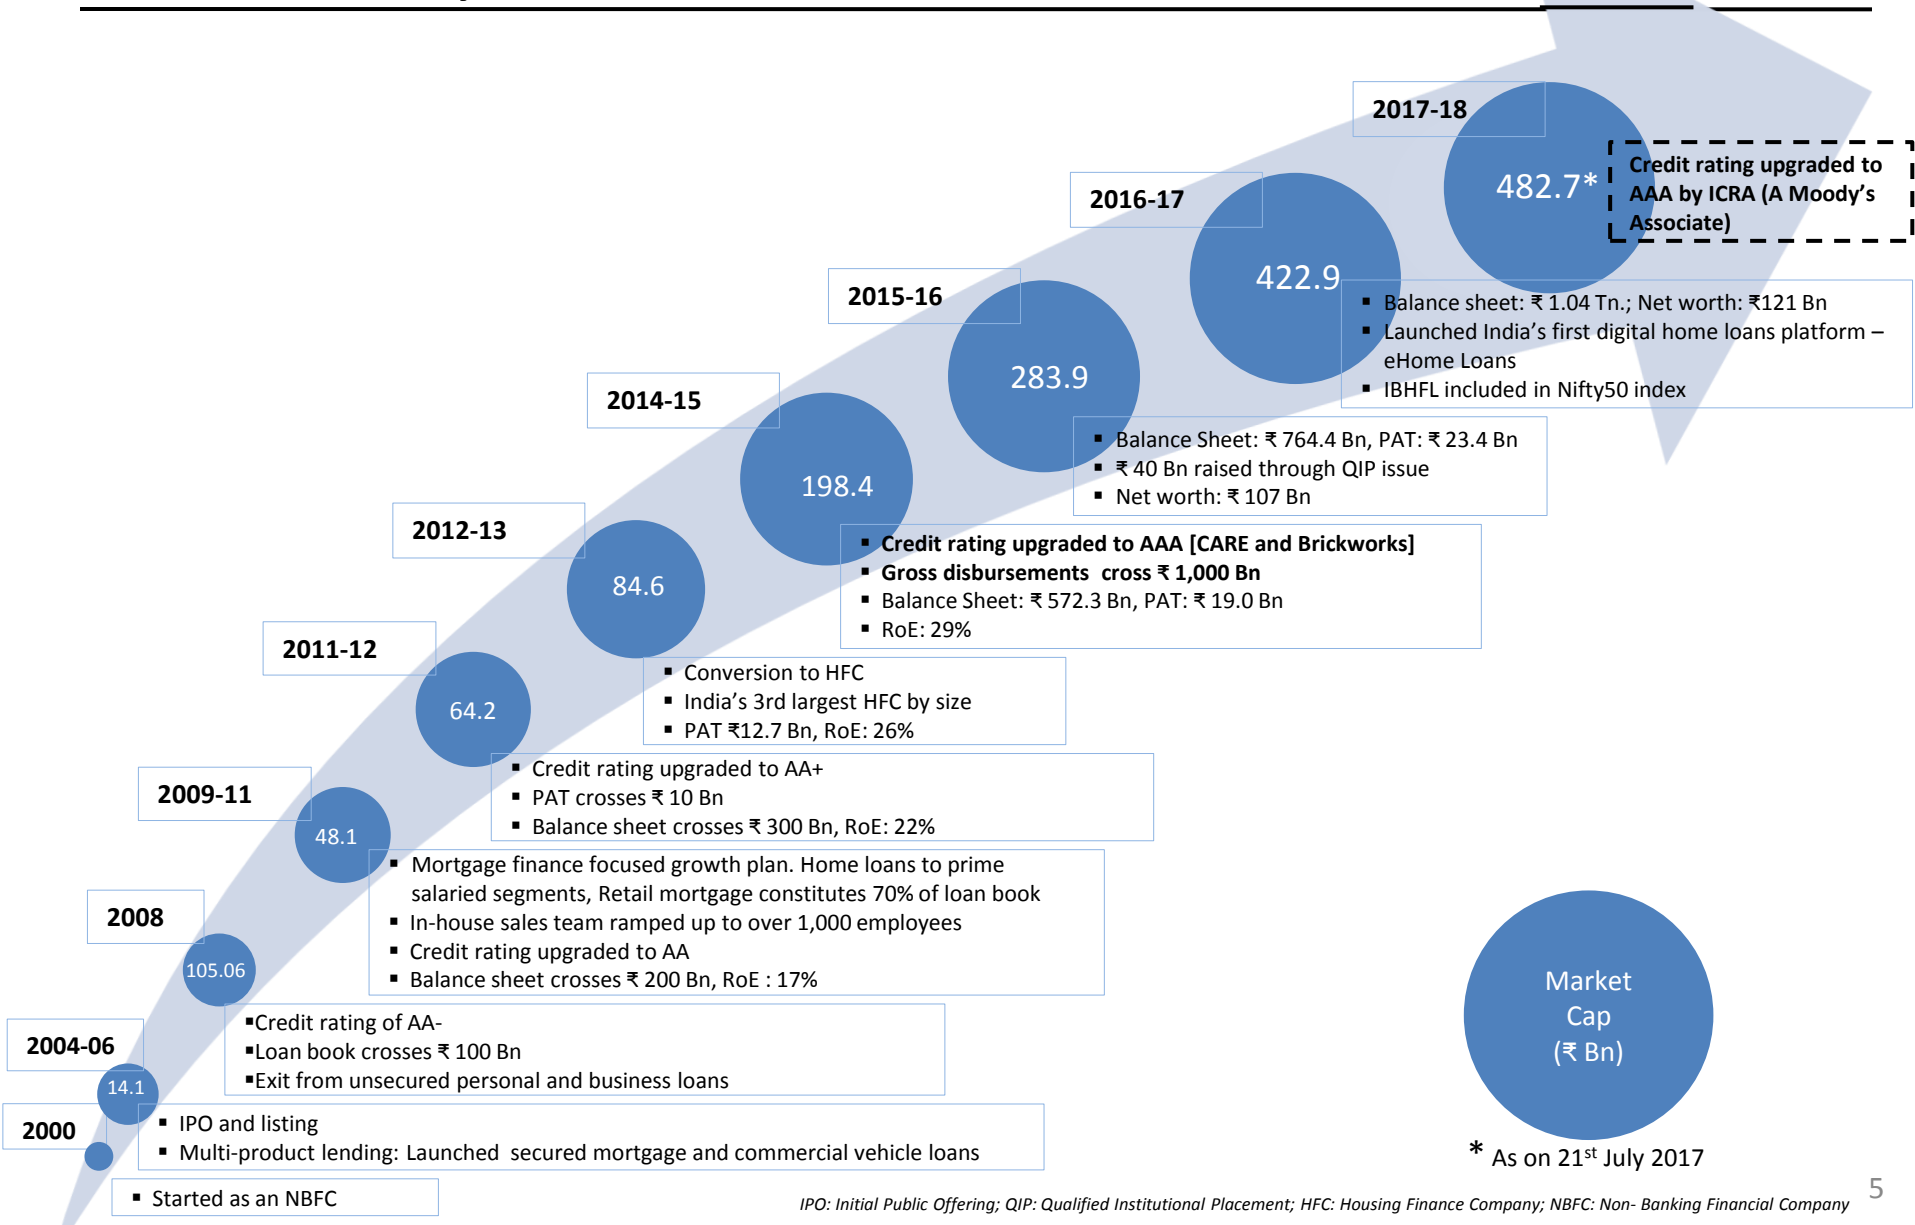 2017-18
482.7*
Credit rating upgraded to
AAA by ICRA (A Moody's
Associate)
2016-17
422.9
▪ Balance sheet: ₹ 1.04 Tn.; Net worth: ₹121 Bn
▪ Launched India's first digital home loans platform –
eHome Loans
▪ IBHFL included in Nifty50 index
2015-16
283.9
▪ Balance Sheet: ₹ 764.4 Bn, PAT: ₹ 23.4 Bn
▪ ₹ 40 Bn raised through QIP issue
▪ Net worth: ₹ 107 Bn
2014-15
198.4
▪ Credit rating upgraded to AAA [CARE and Brickworks]
▪ Gross disbursements cross ₹ 1,000 Bn
▪ Balance Sheet: ₹ 572.3 Bn, PAT: ₹ 19.0 Bn
▪ RoE: 29%
2012-13
84.6
▪ Conversion to HFC
▪ India's 3rd largest HFC by size
▪ PAT ₹12.7 Bn, RoE: 26%
2011-12
64.2
▪ Credit rating upgraded to AA+
▪ PAT crosses ₹ 10 Bn
▪ Balance sheet crosses ₹ 300 Bn, RoE: 22%
2009-11
48.1
▪ Mortgage finance focused growth plan. Home loans to prime
salaried segments, Retail mortgage constitutes 70% of loan book
▪ In-house sales team ramped up to over 1,000 employees
▪ Credit rating upgraded to AA
▪ Balance sheet crosses ₹ 200 Bn, RoE : 17%
2008
105.06
▪Credit rating of AA-
▪Loan book crosses ₹ 100 Bn
▪Exit from unsecured personal and business loans
2004-06
14.1
▪ IPO and listing
▪ Multi-product lending: Launched secured mortgage and commercial vehicle loans
2000
▪ Started as an NBFC
Market
Cap
(₹ Bn)
* As on 21st July 2017
IPO: Initial Public Offering; QIP: Qualified Institutional Placement; HFC: Housing Finance Company; NBFC: Non- Banking Financial Company
5